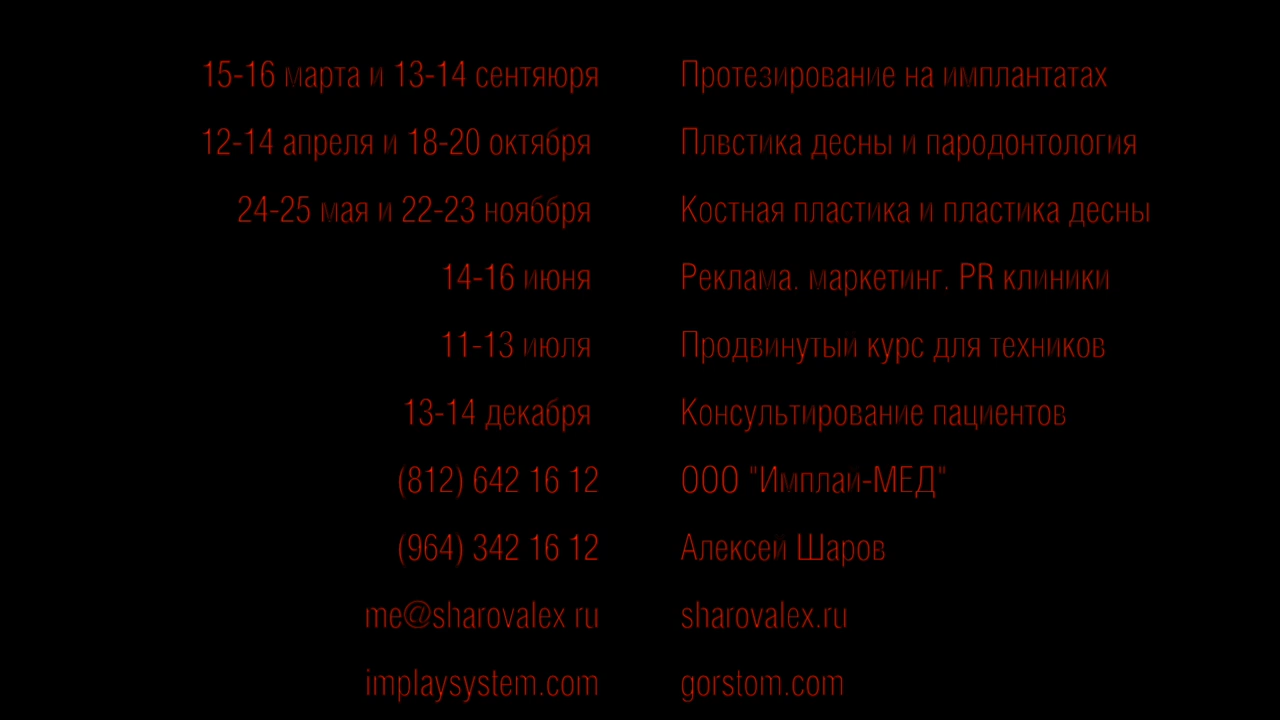 15-16 марта и 13-14 сентяюря Протезирование на имплантатах
12-14 апреля и 18-20 октября Плвстика десны и пародонтология
24-25 мая и 22-23 нояббря Костная пластика и пластика десны
14-16 июня Реклама. маркетинг. PR клиники
11-13 июля Продвинутыи курс для техников
13-14 декабря Консультирование пациентов
(812) 642 16 12 ООО "Имплаи-МЕД"
(964) 342 16 12 Алексей Шаров
me@sharovalex ru sharovalex.ru
implaysystem.com gorstom.com